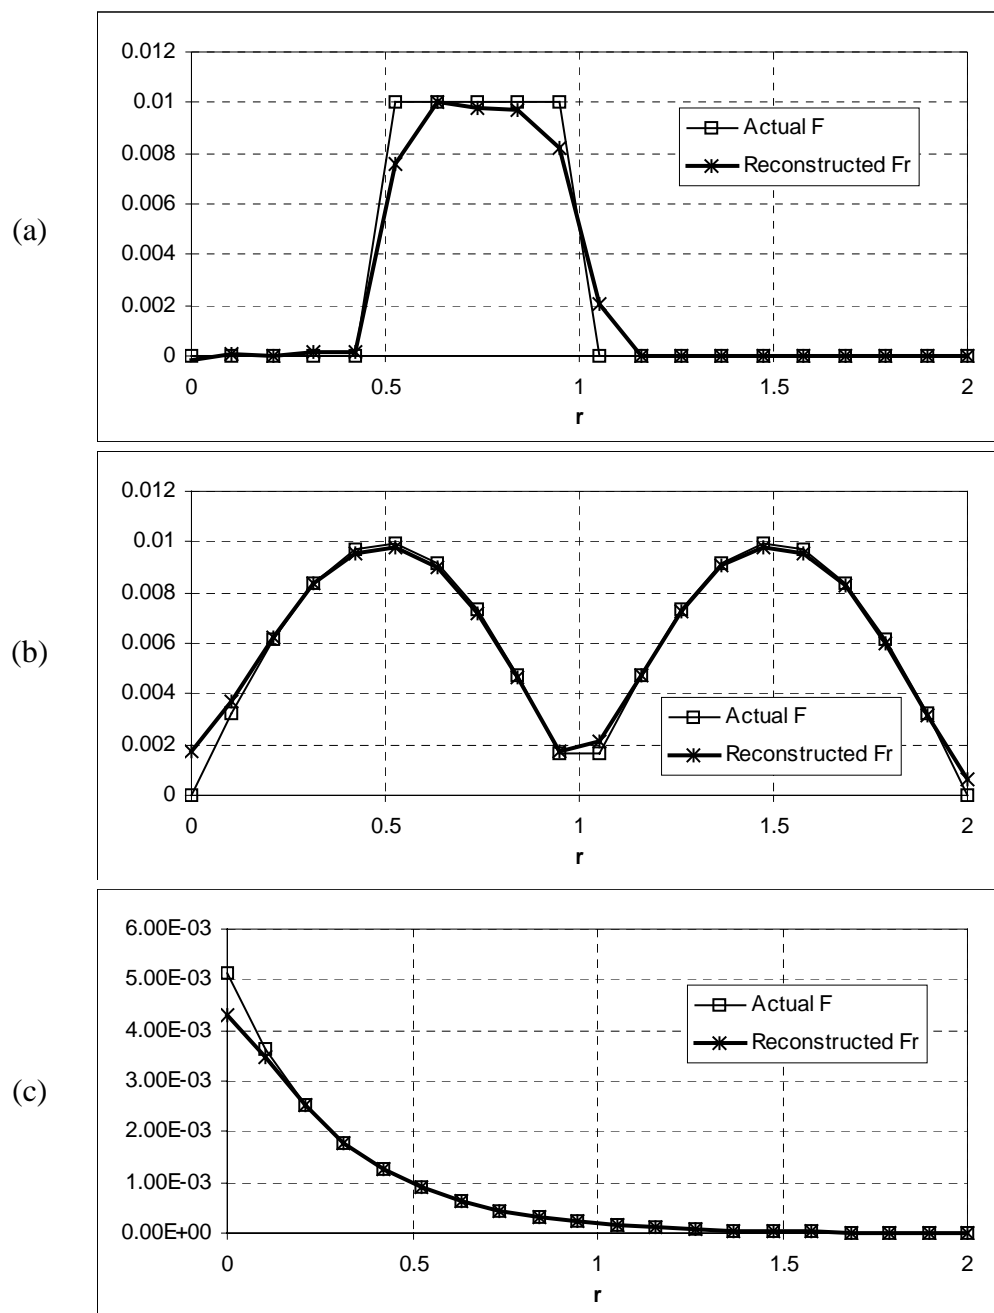 (a)
0.012
0.01
0.008
0.006
0.004
0.002
0
0 0.5 1 1.5 2
r
Actual F
Reconstructed Fr
(b)
0.012
0.01
0.008
0.006
0.004
0.002
0
0 0.5 1 1.5 2
r
Actual F
Reconstructed Fr
(c)
6.00E-03
5.00E-03
4.00E-03
3.00E-03
2.00E-03
1.00E-03
0.00E+00
0 0.5 1 1.5 2
r
Actual F
Reconstructed Fr